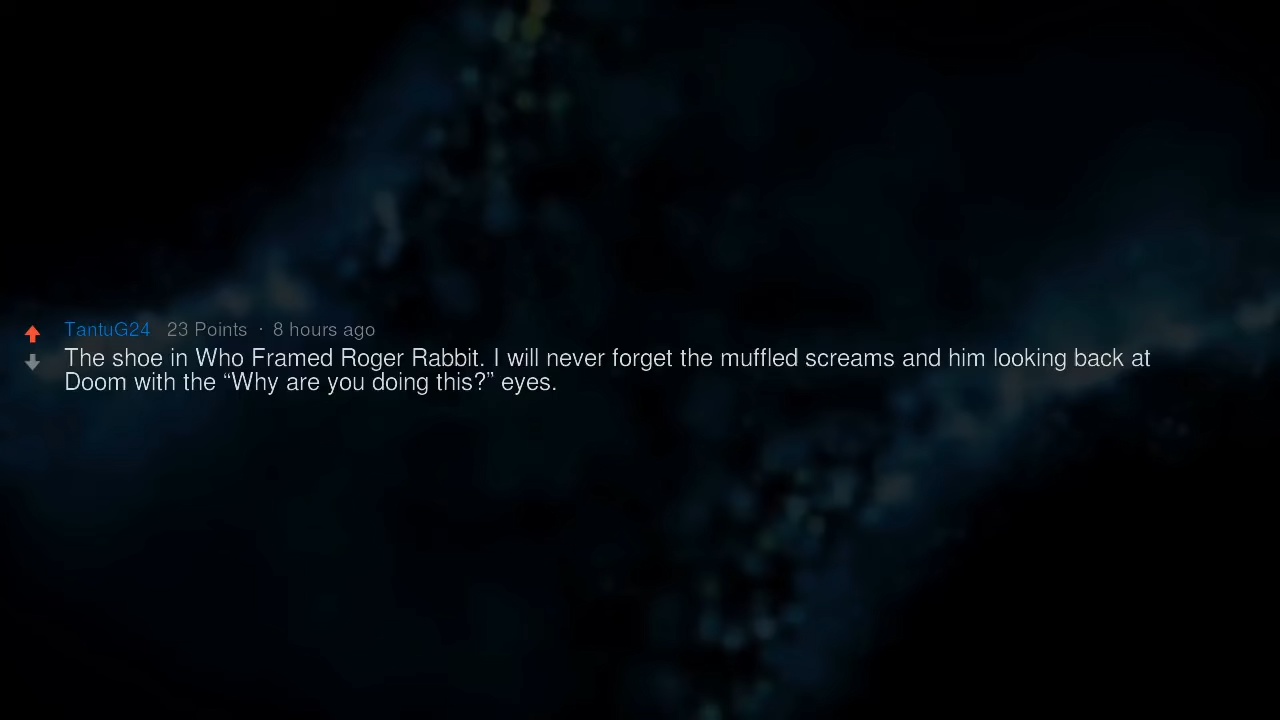 TantuG24 23 Points · 8 hours ago
The shoe in Who Framed Roger Rabbit. I will never forget the muffled screams and him looking back at
Doom with the “Why are you doing this?” eyes.